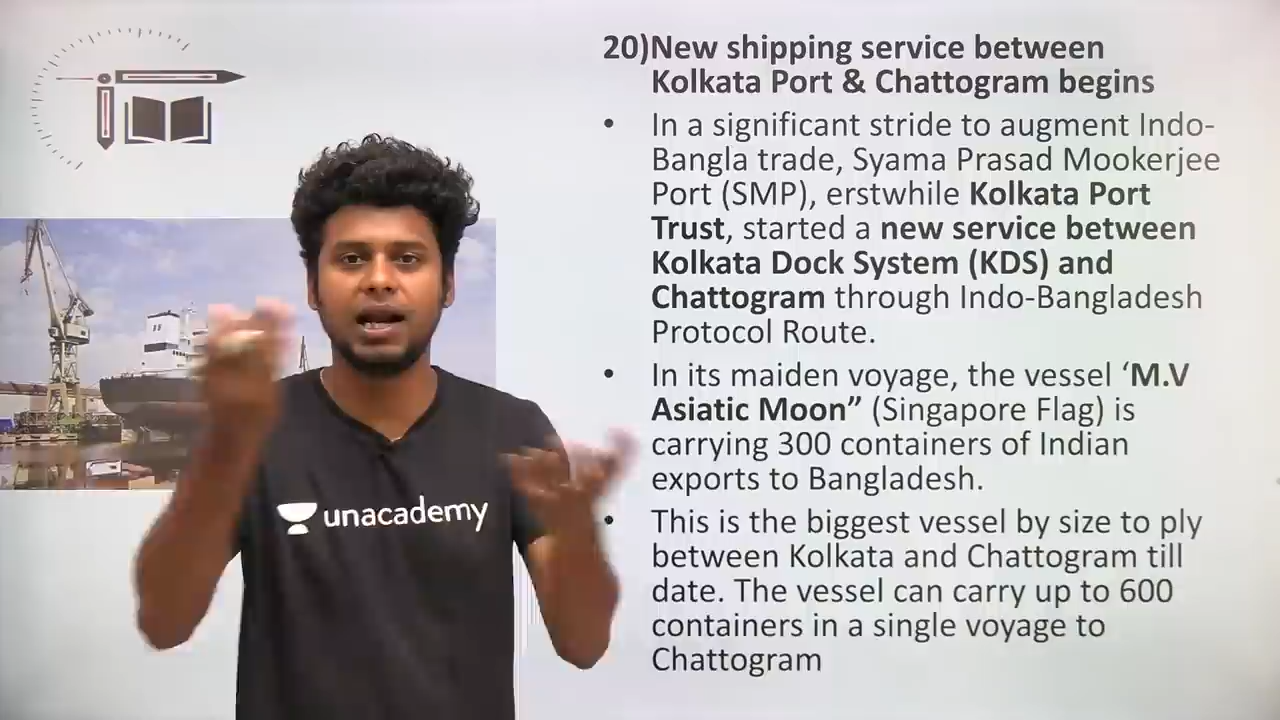 20)New shipping service between
Kolkata Port & Chattogram begins
• In a significant stride to augment Indo-
Bangla trade, Syama Prasad Mookerjee
Port (SMP), erstwhile Kolkata Port
Trust, started a new service between
Kolkata Dock System (KDS) and
Chattogram through Indo-Bangladesh
Protocol Route.
• In its maiden voyage, the vessel ‘M.V
Asiatic Moon” (Singapore Flag) is
carrying 300 containers of Indian
exports to Bangladesh.
• This is the biggest vessel by size to ply
between Kolkata and Chattogram till
date. The vessel can carry up to 600
containers in a single voyage to
Chattogram
unacademy